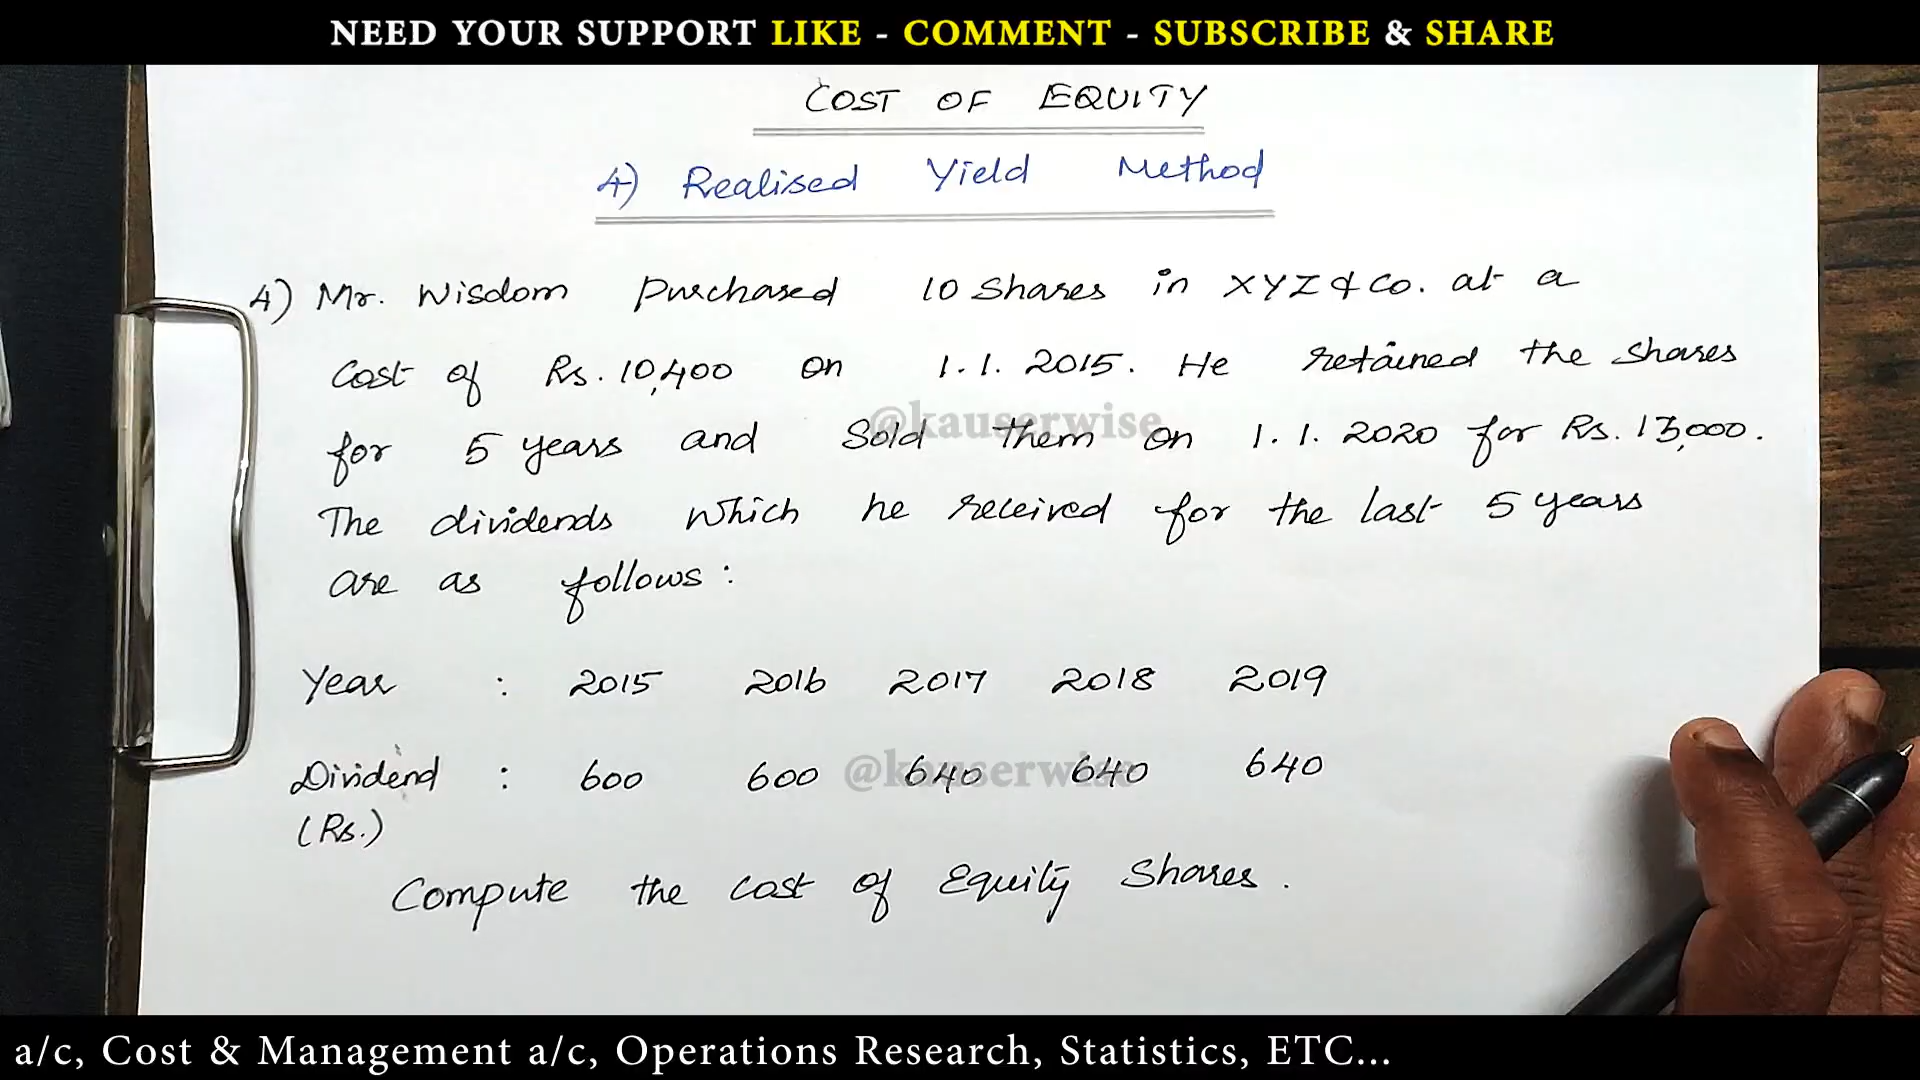 NEED YOUR SUPPORT LIKE - COMMENT - SUBSCRIBE & SHARE
COST OF EQUITY
4) Realised Yield Method
4) Mr. Wisdom purchased 10 Shares in XYZ & Co. at a
Cost of Rs. 10,400 on 1.1.2015. He retained the shares
for 5 years and Sold them on 1.1.2020 for Rs. 13,000.
@kauserwise
The dividends which he received for the last 5 years
are as follows:
Year : 2015 2016 2017 2018 2019
Dividend : 600 600 640 640 640
@kauserwise
(Rs.)
Compute the cost of Equity Shares.
a/c, Cost & Management a/c, Operations Research, Statistics, ETC...